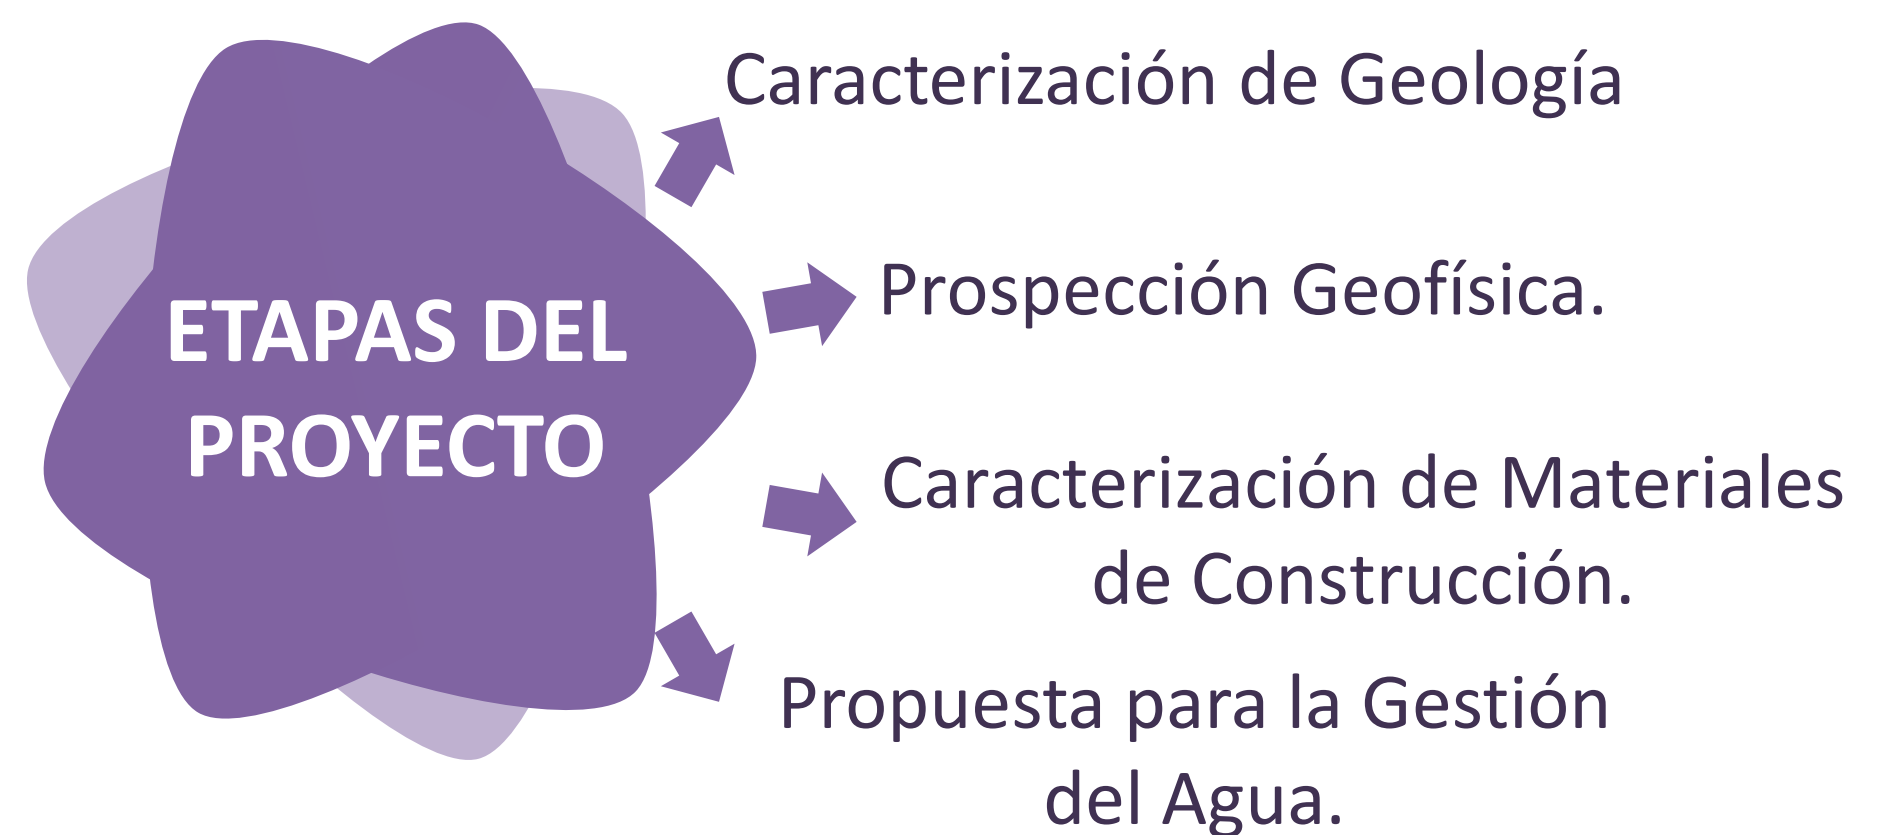 ETAPAS DEL
PROYECTO
Caracterización de Geología
Prospección Geofísica.
Caracterización de Materiales
de Construcción.
Propuesta para la Gestión
del Agua.